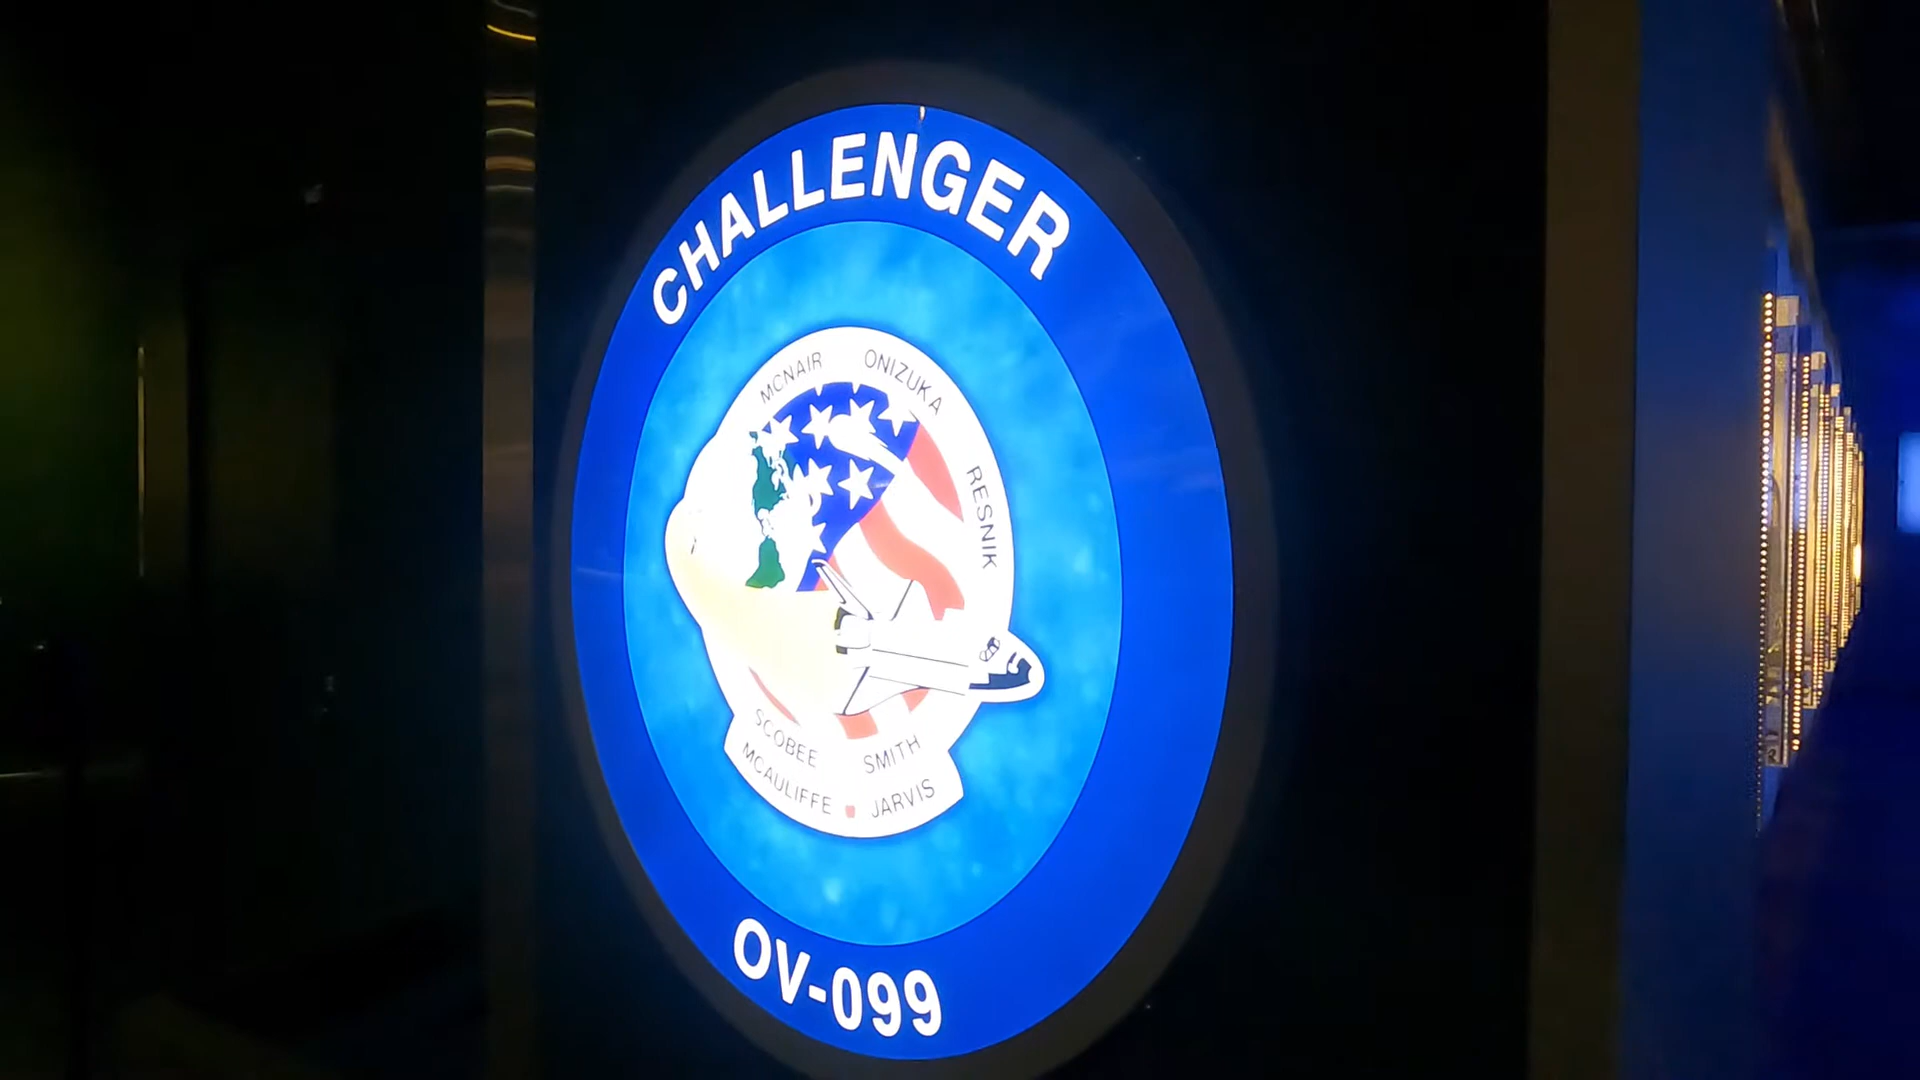 CHALLENGER
MCNAIR ONIZUKA
RESNIK
SCOBEE SMITH
MCAULIFFE JARVIS
OV-099